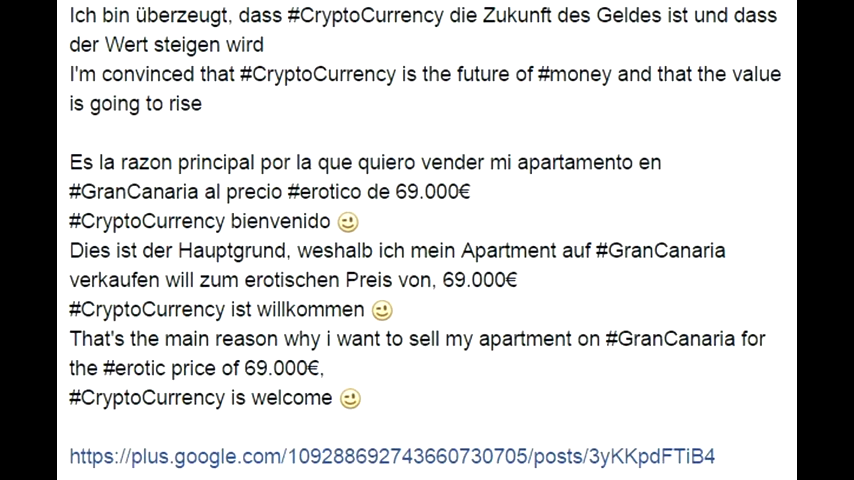 Ich bin überzeugt, dass #CryptoCurrency die Zukunft des Geldes ist und dass
der Wert steigen wird
I'm convinced that #CryptoCurrency is the future of #money and that the value
is going to rise
Es la razon principal por la que quiero vender mi apartamento en
#GranCanaria al precio #erotico de 69.000€
#CryptoCurrency bienvenido 😉
Dies ist der Hauptgrund, weshalb ich mein Apartment auf #GranCanaria
verkaufen will zum erotischen Preis von, 69.000€
#CryptoCurrency ist willkommen 😉
That's the main reason why i want to sell my apartment on #GranCanaria for
the #erotic price of 69.000€,
#CryptoCurrency is welcome 😉
https://plus.google.com/109288692743660730705/posts/3yKKpdFTiB4